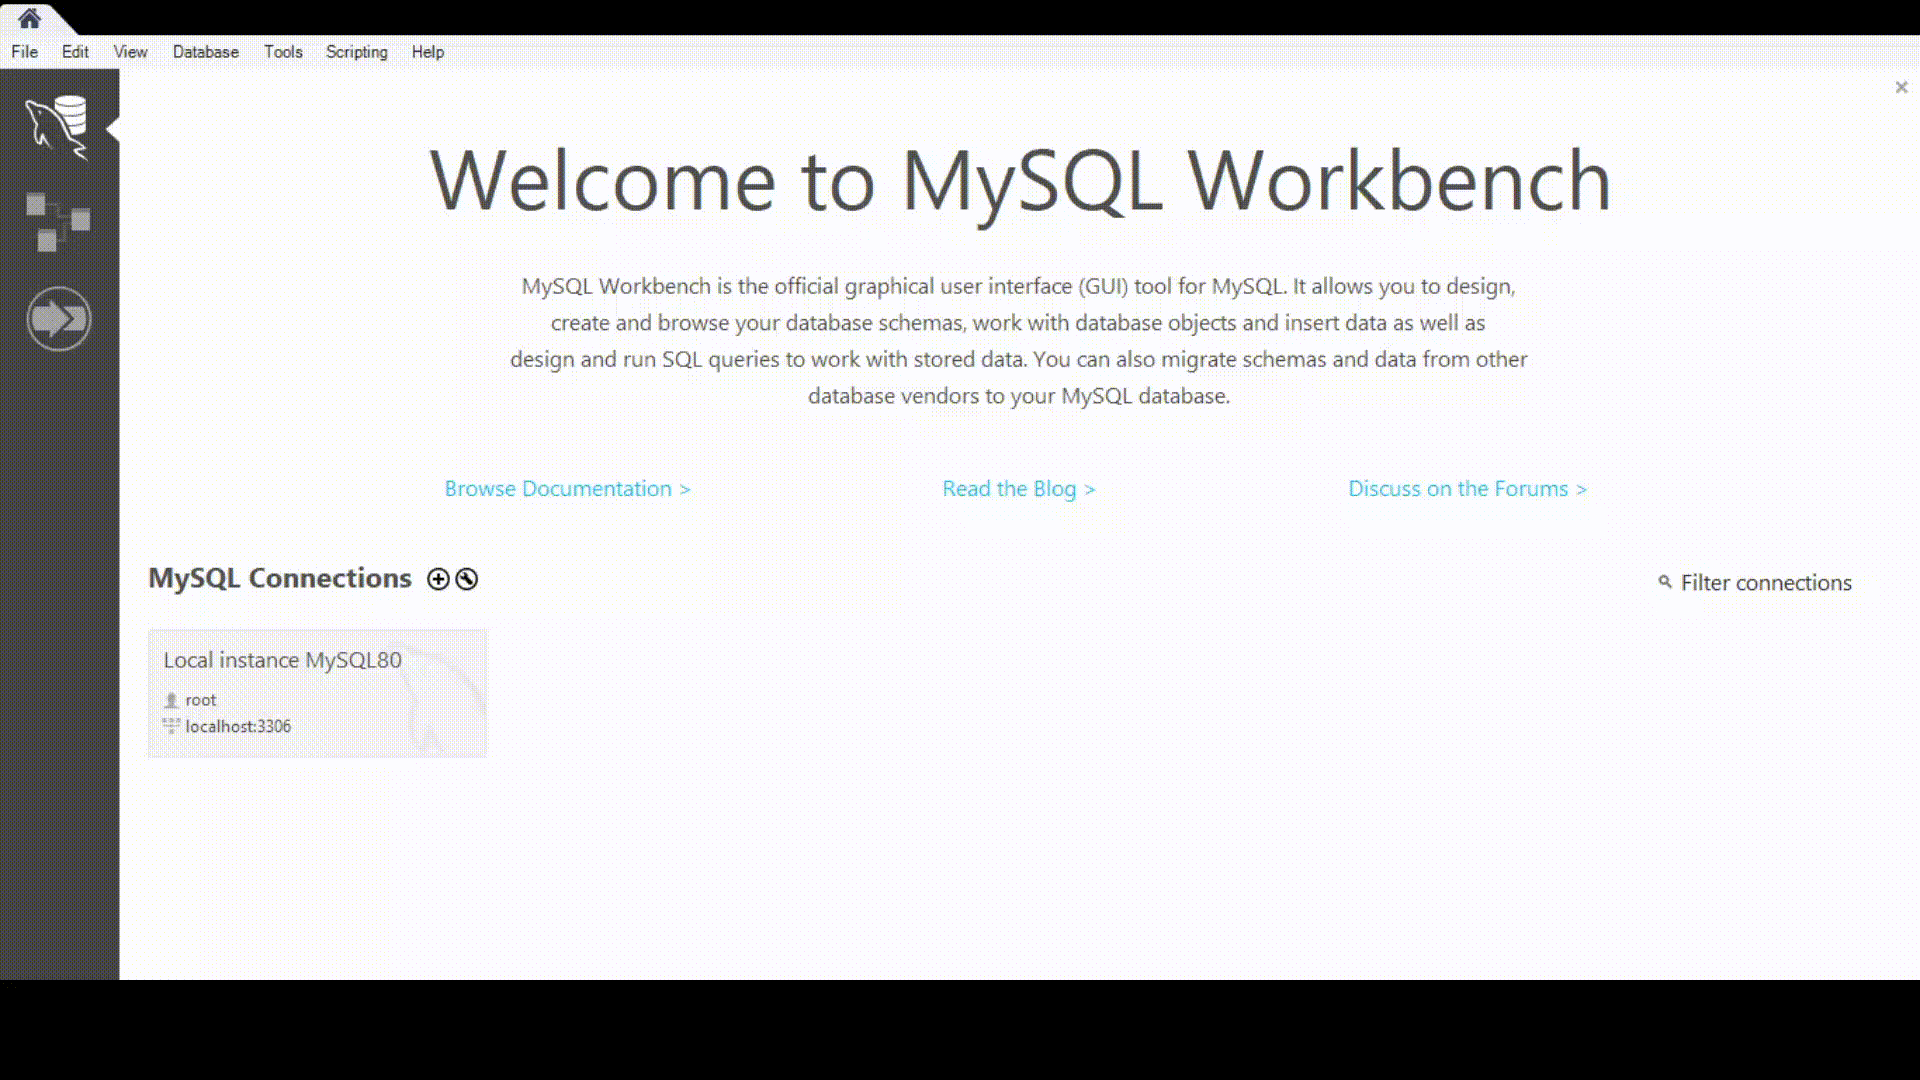 File Edit View Database Tools Scripting Help
Welcome to MySQL Workbench
MySQL Workbench is the official graphical user interface (GUI) tool for MySQL. It allows you to design,
create and browse your database schemas, work with database objects and insert data as well as
design and run SQL queries to work with stored data. You can also migrate schemas and data from other
database vendors to your MySQL database.
Browse Documentation > Read the Blog > Discuss on the Forums >
MySQL Connections Filter connections
Local instance MySQL80
root
localhost:3306